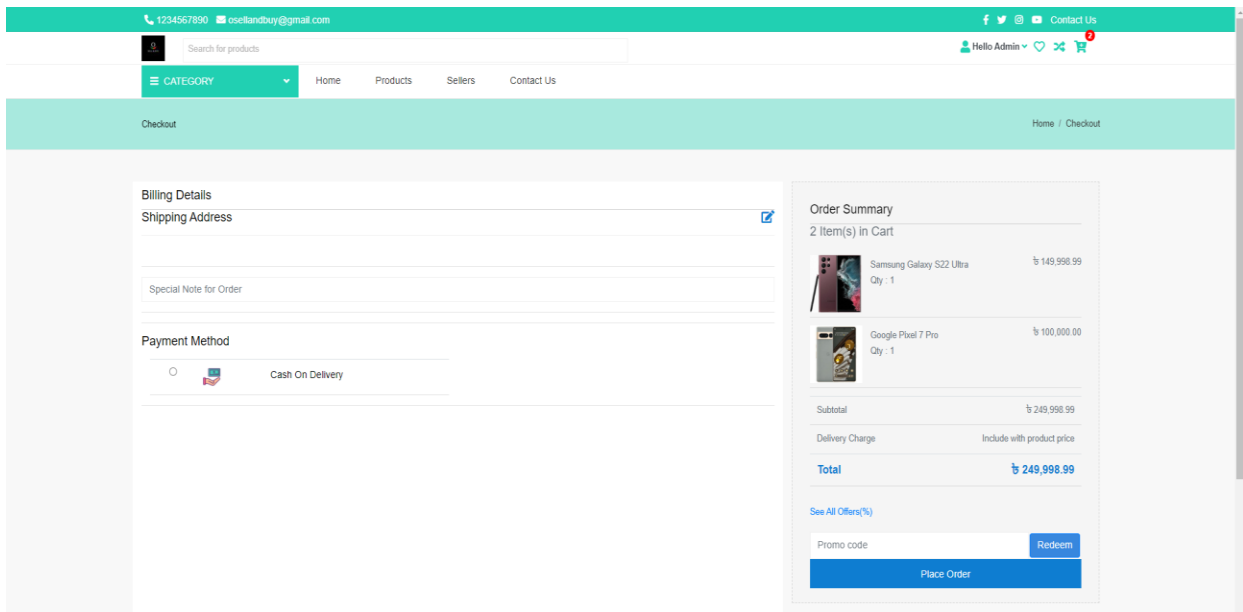 1234567890 osellandbuy@gmail.com Contact Us
Search for products Hello Admin 2
CATEGORY Home Products Sellers Contact Us
Checkout Home / Checkout
Billing Details
Shipping Address
Special Note for Order
Payment Method
Cash On Delivery
Order Summary
2 Item(s) in Cart
Samsung Galaxy S22 Ultra ৳ 149,998.99
Qty : 1
Google Pixel 7 Pro ৳ 100,000.00
Qty : 1
Subtotal ৳ 249,998.99
Delivery Charge Include with product price
Total ৳ 249,998.99
See All Offers(%)
Promo code Redeem
Place Order